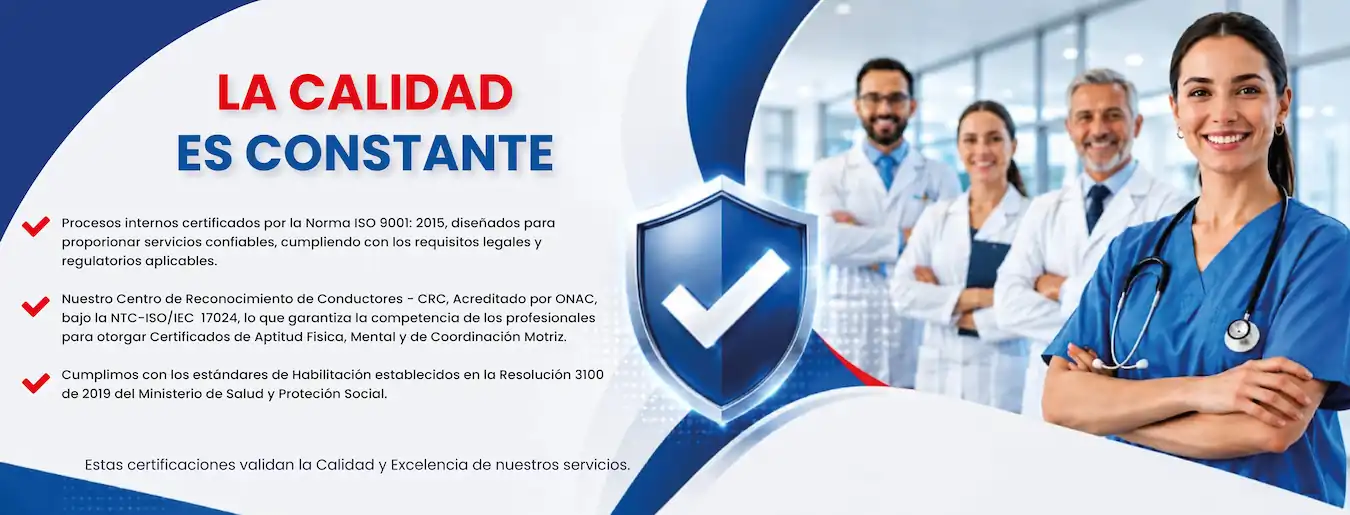 LA CALIDAD
ES CONSTANTE
Procesos internos certificados por la Norma ISO 9001: 2015, diseñados para
proporionar servicios confiables, cumpliendo con los requisitos legales y
regulatorios aplicables.
Nuestro Centro de Reconocimiento de Conductores - CRC, Acreditado por ONAC,
bajo la NTC-ISO/IEC 17024, lo que garantiza la competencia de los profesionales
para otorgar Certificados de Aptitud Física, Mental y de Coordinación Motriz.
Cumplimos con los estándares de Habilitación establecidos en la Resolución 3100
de 2019 del Ministerio de Salud y Proteción Social.
Estas certificaciones validan la Calidad y Excelencia de nuestros servicios.